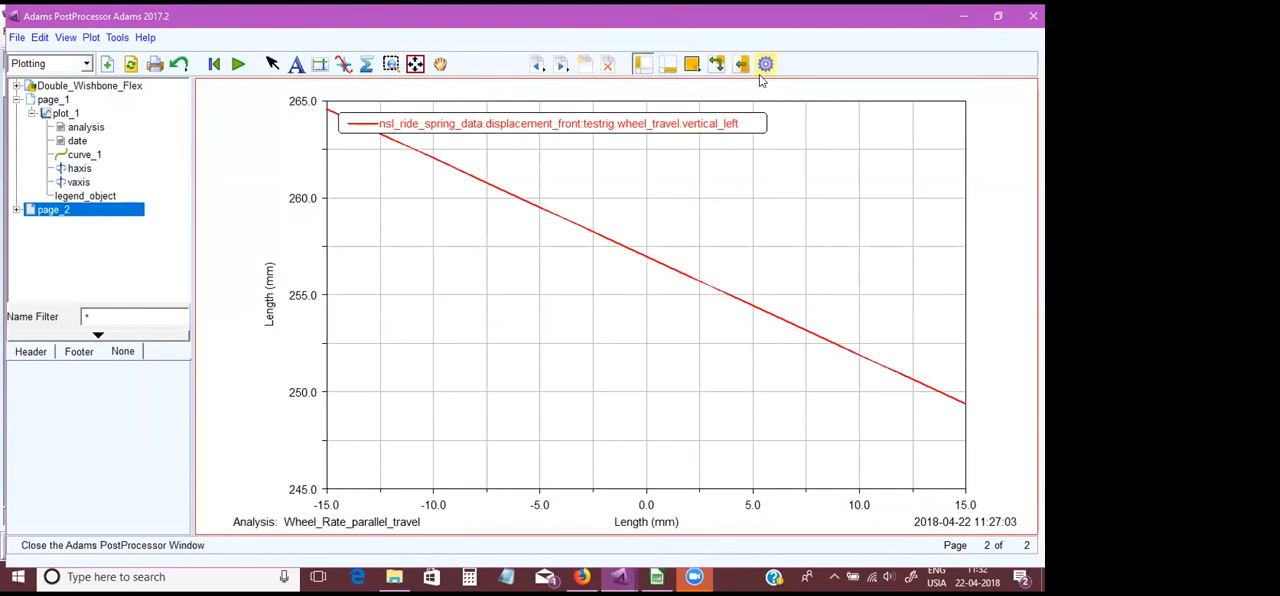 Adams PostProcessor Adams 2017.2
File Edit View Plot Tools Help
Plotting
Double_Wishbone_Flex
page_1
plot_1
analysis
date
curve_1
haxis
vaxis
legend_object
page_2
Name Filter *
Header Footer None
265.0
260.0
255.0
250.0
245.0
Length (mm)
nsl_ride_spring_data.displacement_front:testrig.wheel_travel.vertical_left
-15.0 -10.0 -5.0 0.0 5.0 10.0 15.0
Analysis: Wheel_Rate_parallel_travel Length (mm) 2018-04-22 11:27:03
Close the Adams PostProcessor Window Page 2 of 2
Type here to search
ENG 11:32
USIA 22-04-2018